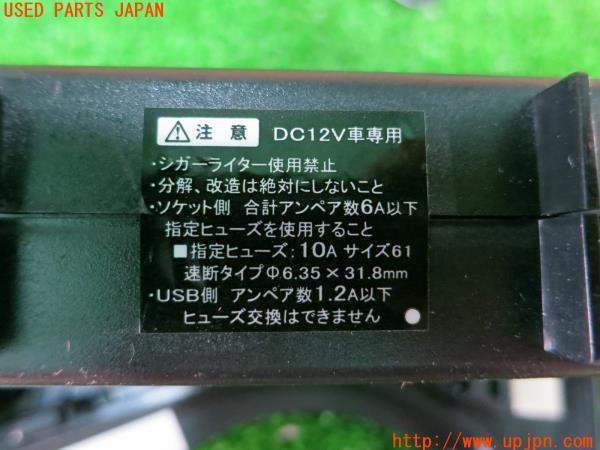 USED PARTS JAPAN
注 意 DC12V車専用
・シガーライター使用禁止
・分解、改造は絶対にしないこと
・ソケット側 合計アンペア数6A以下
指定ヒューズを使用すること
■指定ヒューズ:10A サイズ61
速断タイプΦ6.35×31.8mm
・USB側 アンペア数1.2A以下
ヒューズ交換はできません
http://www.upjpn.com/